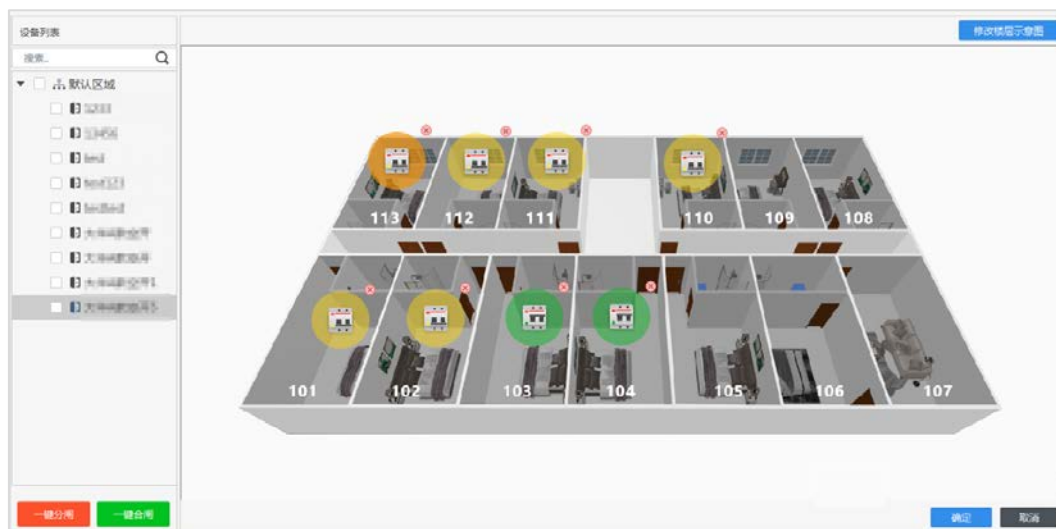 设备列表
修改楼层示意图
搜索..
默认区域
test
113
112
111
110
109
108
101
102
103
104
105
106
107
一键分闸
一键合闸
确定
取消